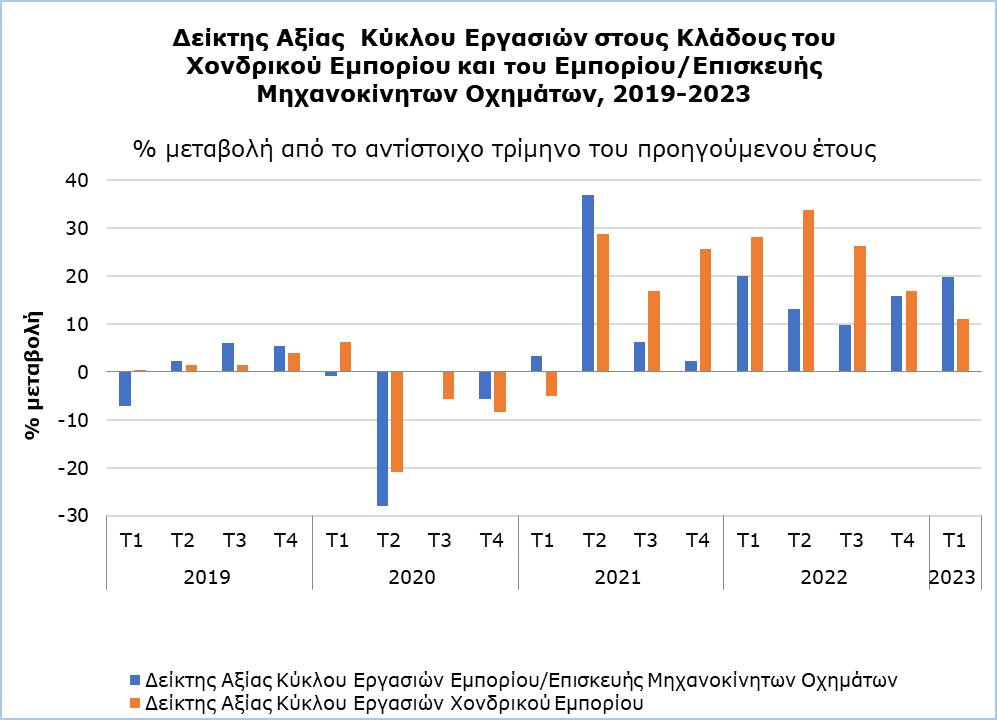 Δείκτης Αξίας  Κύκλου Εργασιών στους Κλάδους του
Χονδρικού Εμπορίου και του Εμπορίου/Επισκευής
Μηχανοκίνητων Οχημάτων, 2019-2023
% μεταβολή από το αντίστοιχο τρίμηνο του προηγούμενου έτους
% μεταβολή
40
30
20
10
0
-10
-20
-30
Τ1 Τ2 Τ3 Τ4 Τ1 Τ2 Τ3 Τ4 Τ1 Τ2 Τ3 Τ4 Τ1 Τ2 Τ3 Τ4 Τ1
2019 2020 2021 2022 2023
Δείκτης Αξίας Κύκλου Εργασιών Εμπορίου/Επισκευής Μηχανοκίνητων Οχημάτων
Δείκτης Αξίας Κύκλου Εργασιών Χονδρικού Εμπορίου